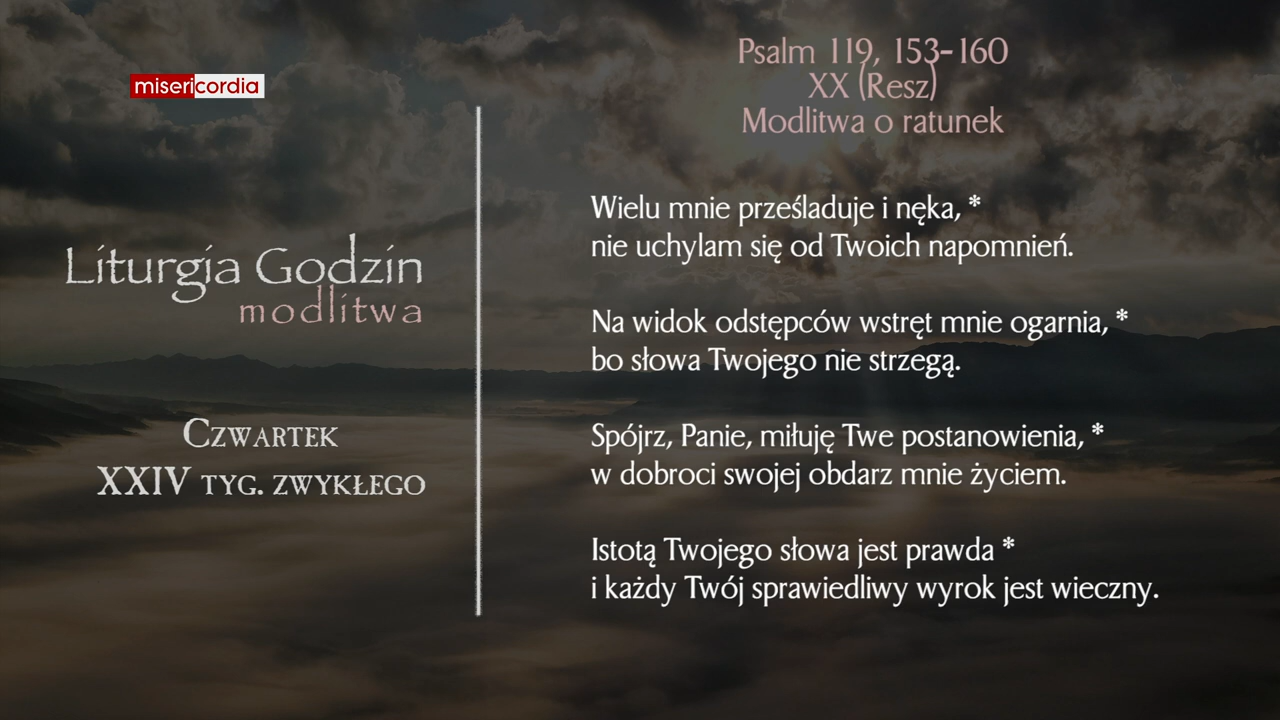 misericordia
Liturgia Godzin
modlitwa
Czwartek
XXIV tyg. zwykłego
Psalm 119, 153-160
XX (Resz)
Modlitwa o ratunek
Wielu mnie prześladuje i nęka, *
nie uchylam się od Twoich napomnień.
Na widok odstępców wstręt mnie ogarnia, *
bo słowa Twojego nie strzegą.
Spójrz, Panie, miłuję Twe postanowienia, *
w dobroci swojej obdarz mnie życiem.
Istotą Twojego słowa jest prawda *
i każdy Twój sprawiedliwy wyrok jest wieczny.